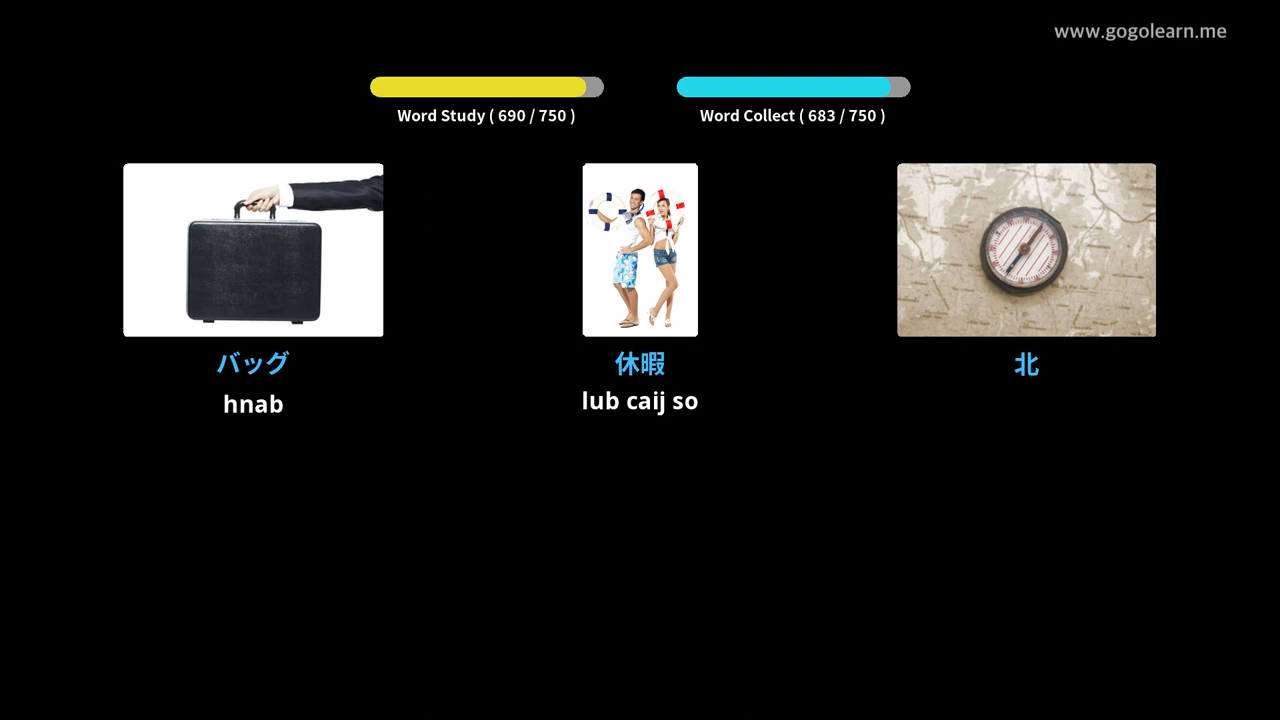 www.gogolearn.me
Word Study ( 690 / 750 )
Word Collect ( 683 / 750 )
バッグ
hnab
休暇
lub caij so
北